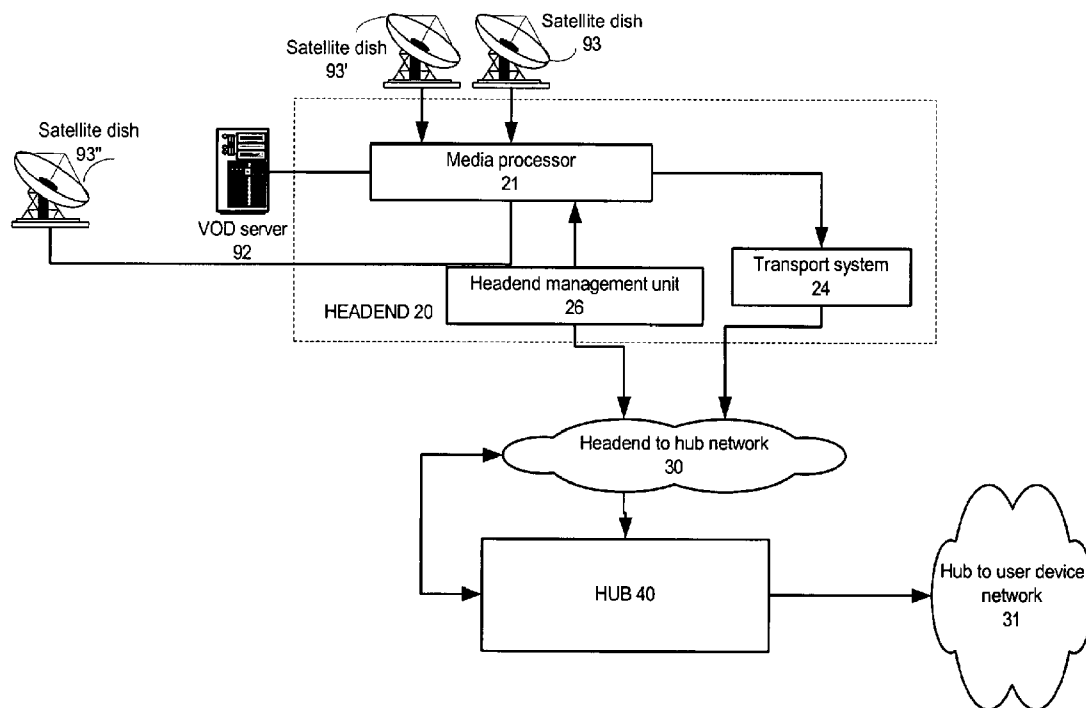 Satellite dish
93'
Satellite dish
93
Satellite dish
93"
VOD server
92
Media processor
21
Headend management unit
26
Transport system
24
HEADEND 20
Headend to hub network
30
HUB 40
Hub to user device
network
31